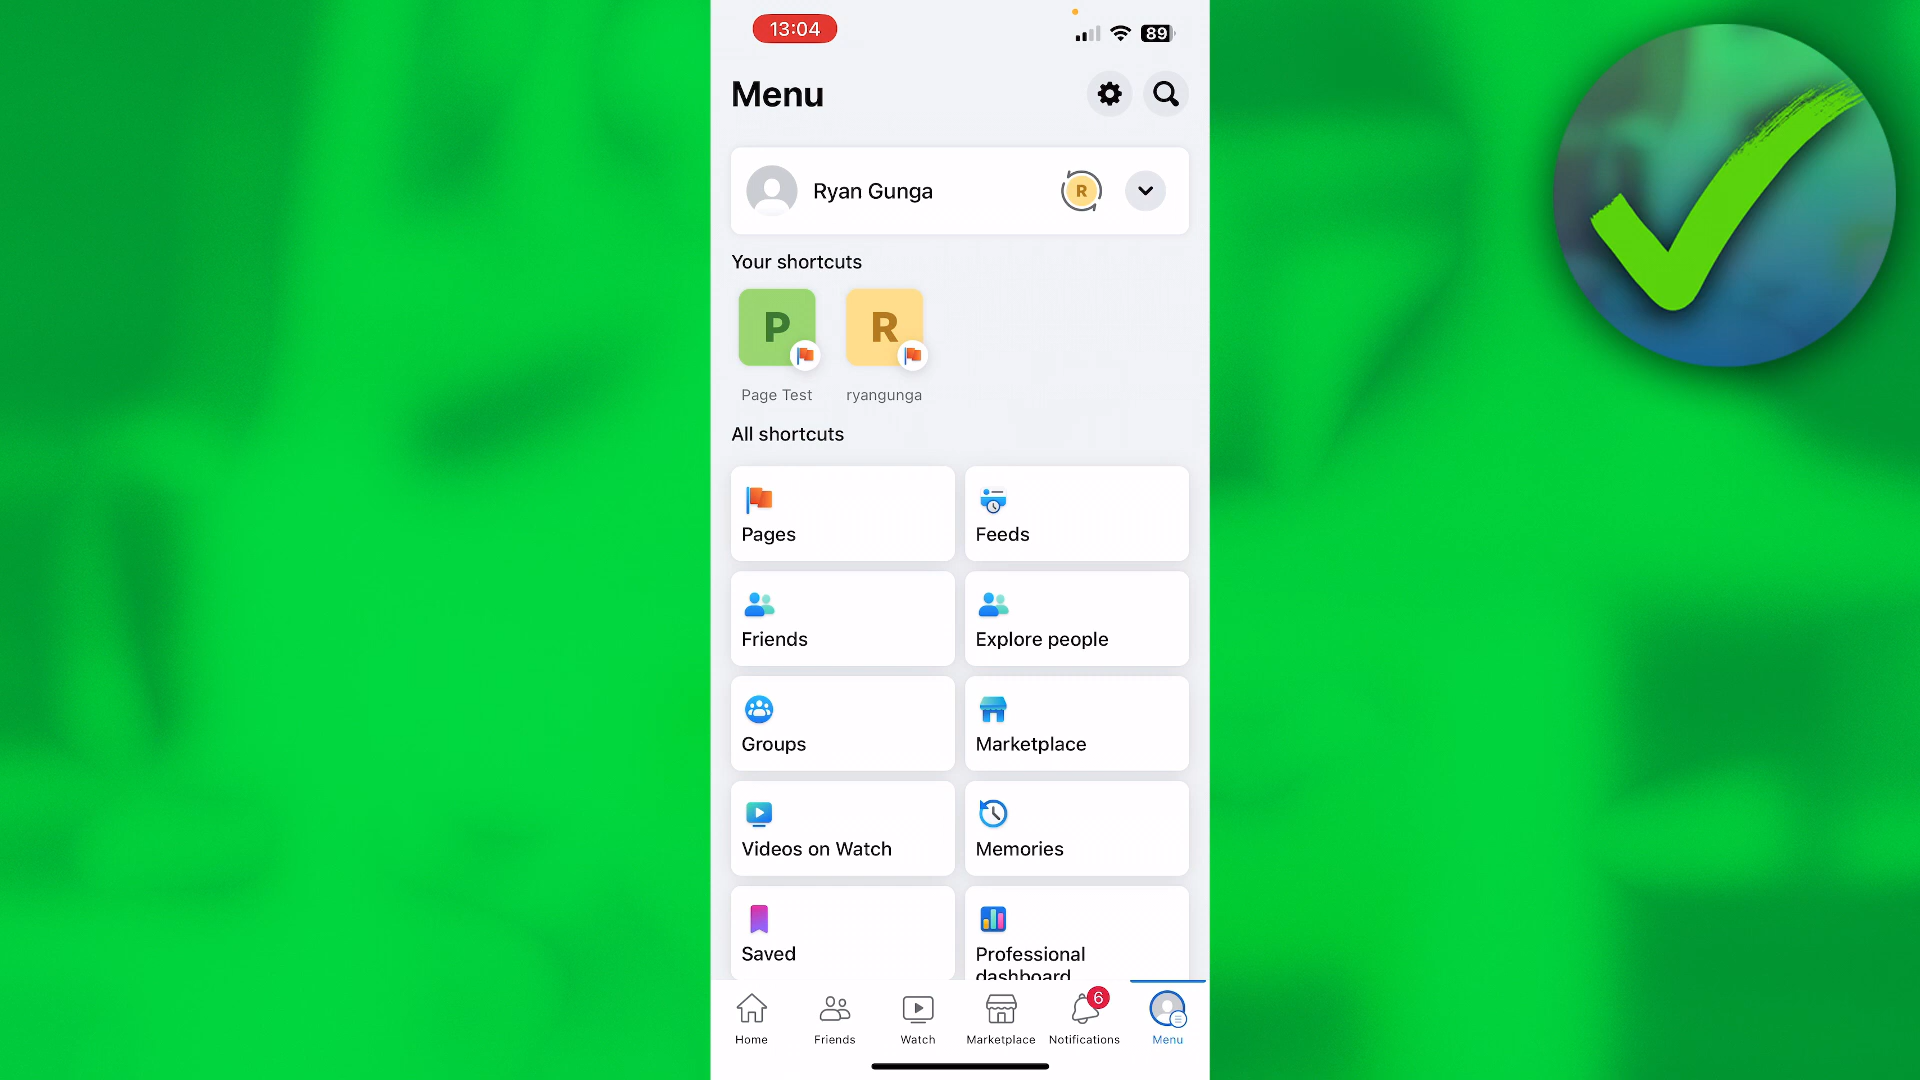 13:04
89
Menu
Ryan Gunga
R
Your shortcuts
P
R
Page Test
ryangunga
All shortcuts
Pages
Feeds
Friends
Explore people
Groups
Marketplace
Videos on Watch
Memories
Saved
Professional
dashboard
6
Home
Friends
Watch
Marketplace
Notifications
Menu